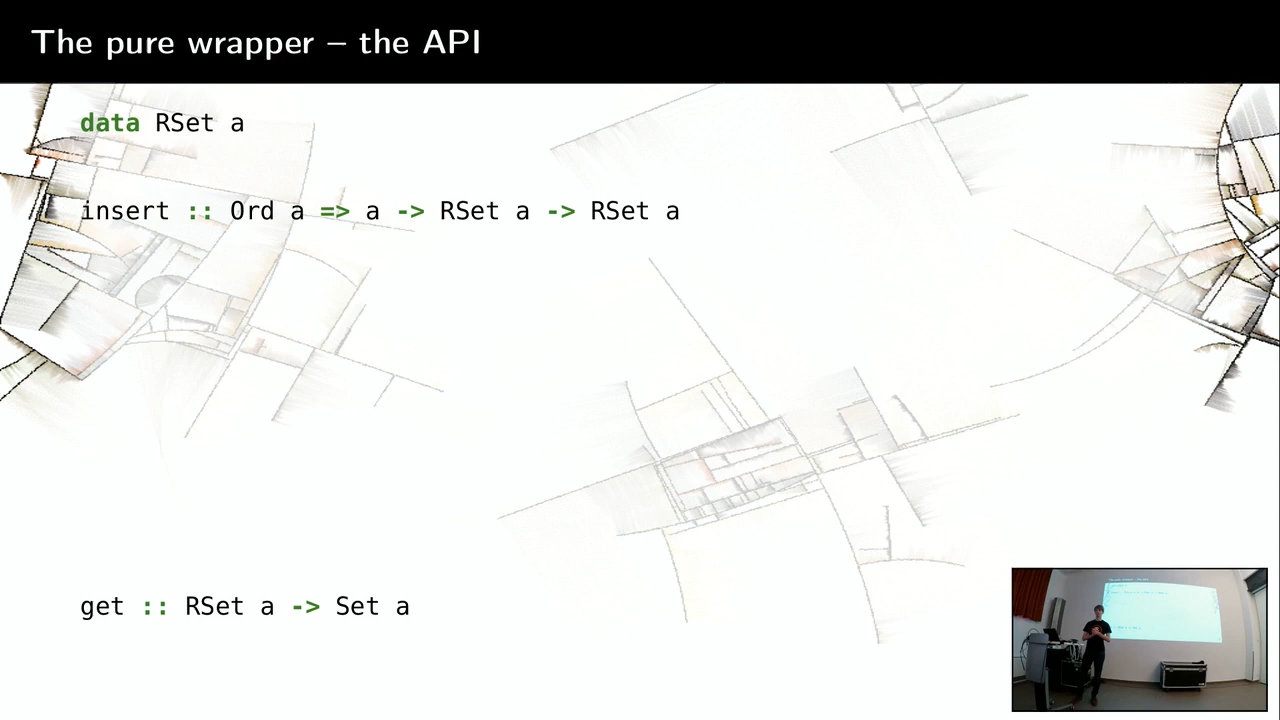 The pure wrapper – the API
data RSet a
insert :: Ord a => a -> RSet a -> RSet a
get :: RSet a -> Set a